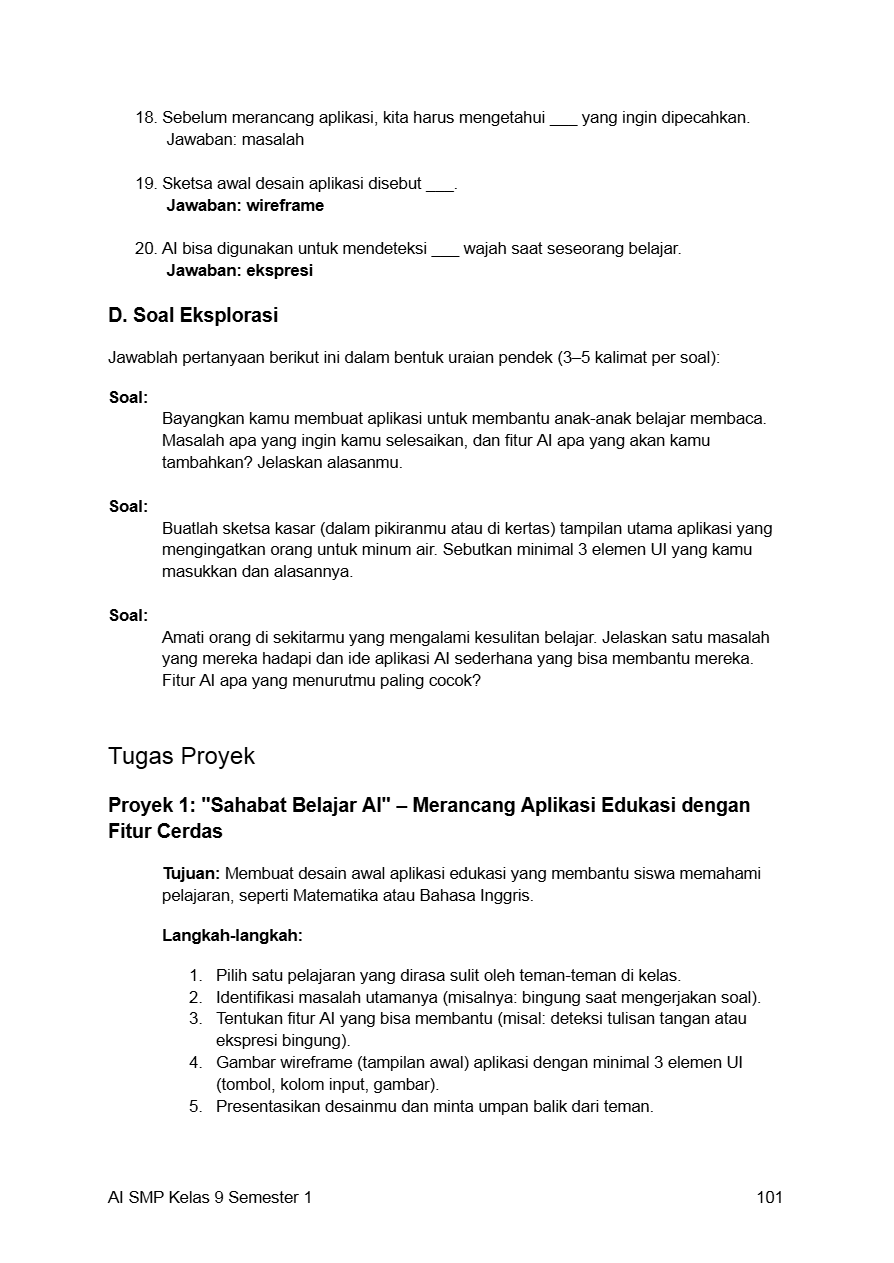 18. Sebelum merancang aplikasi, kita harus mengetahui ___ yang ingin dipecahkan.
Jawaban: masalah
19. Sketsa awal desain aplikasi disebut ___.
Jawaban: wireframe
20. AI bisa digunakan untuk mendeteksi ___ wajah saat seseorang belajar.
Jawaban: ekspresi
D. Soal Eksplorasi
Jawablah pertanyaan berikut ini dalam bentuk uraian pendek (3–5 kalimat per soal):
Soal:
Bayangkan kamu membuat aplikasi untuk membantu anak-anak belajar membaca.
Masalah apa yang ingin kamu selesaikan, dan fitur AI apa yang akan kamu
tambahkan? Jelaskan alasanmu.
Soal:
Buatlah sketsa kasar (dalam pikiranmu atau di kertas) tampilan utama aplikasi yang
mengingatkan orang untuk minum air. Sebutkan minimal 3 elemen UI yang kamu
masukkan dan alasannya.
Soal:
Amati orang di sekitarmu yang mengalami kesulitan belajar. Jelaskan satu masalah
yang mereka hadapi dan ide aplikasi AI sederhana yang bisa membantu mereka.
Fitur AI apa yang menurutmu paling cocok?
Tugas Proyek
Proyek 1: "Sahabat Belajar AI" – Merancang Aplikasi Edukasi dengan
Fitur Cerdas
Tujuan: Membuat desain awal aplikasi edukasi yang membantu siswa memahami
pelajaran, seperti Matematika atau Bahasa Inggris.
Langkah-langkah:
1. Pilih satu pelajaran yang dirasa sulit oleh teman-teman di kelas.
2. Identifikasi masalah utamanya (misalnya: bingung saat mengerjakan soal).
3. Tentukan fitur AI yang bisa membantu (misal: deteksi tulisan tangan atau
ekspresi bingung).
4. Gambar wireframe (tampilan awal) aplikasi dengan minimal 3 elemen UI
(tombol, kolom input, gambar).
5. Presentasikan desainmu dan minta umpan balik dari teman.
AI SMP Kelas 9 Semester 1 101